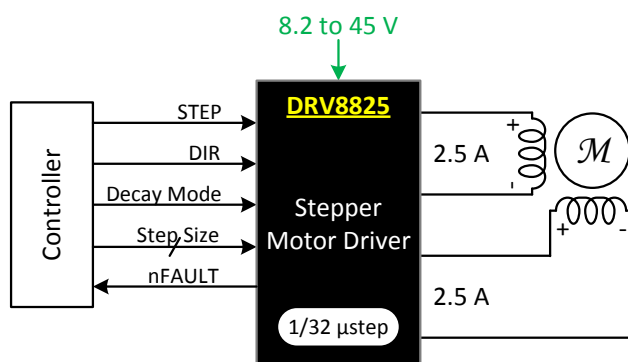 8.2 to 45 V
Controller
STEP
DIR
Decay Mode
Step Size
nFAULT
DRV8825
Stepper
Motor Driver
1/32 µstep
+
2.5 A
-
M
+
-
2.5 A